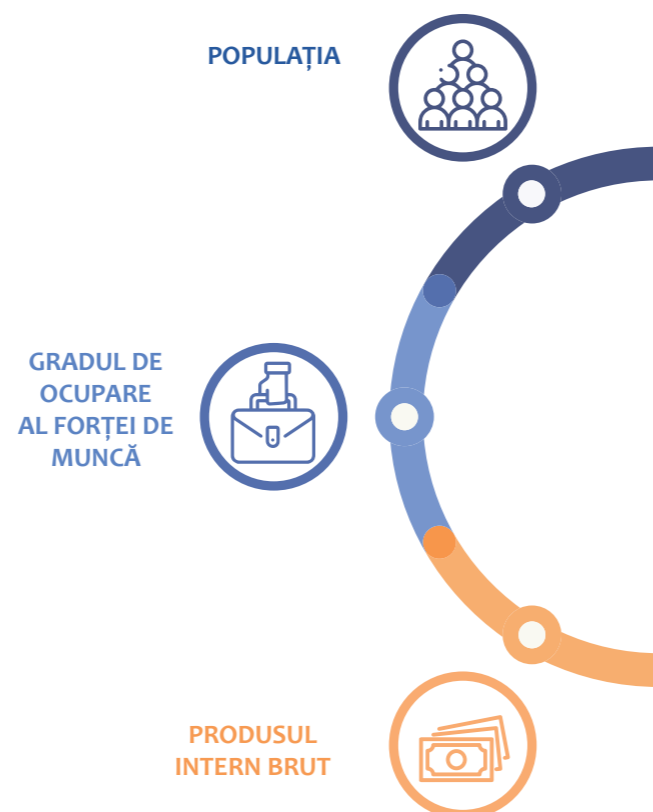 POPULAȚIA
GRADUL DE
OCUPARE
AL FORȚEI DE
MUNCĂ
PRODUSUL
INTERN BRUT